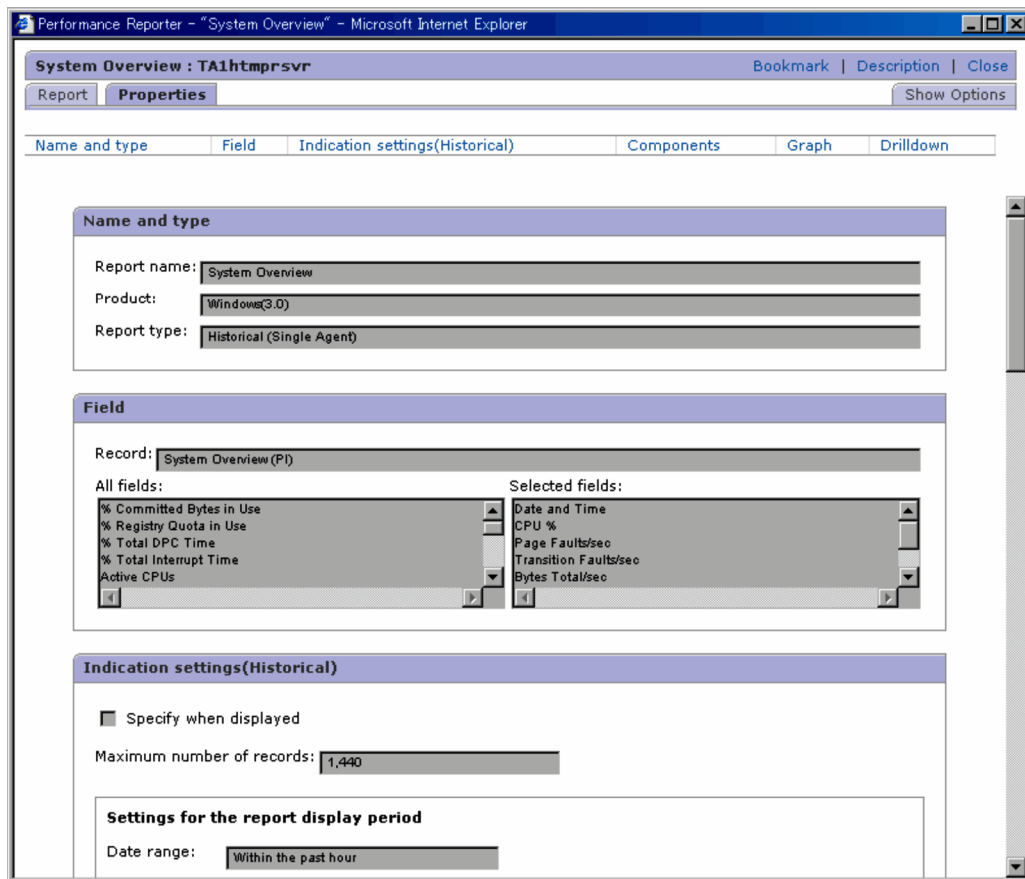 Performance Reporter - "System Overview" - Microsoft Internet Explorer
System Overview : TA1htmprsvr
Bookmark | Description | Close
Report Properties Show Options
Name and type Field Indication settings(Historical) Components Graph Drilldown
Name and type
Report name: System Overview
Product: Windows(3.0)
Report type: Historical (Single Agent)
Field
Record: System Overview (PI)
All fields:
% Committed Bytes in Use
% Registry Quota in Use
% Total DPC Time
% Total Interrupt Time
Active CPUs
Selected fields:
Date and Time
CPU %
Page Faults/sec
Transition Faults/sec
Bytes Total/sec
Indication settings(Historical)
Specify when displayed
Maximum number of records: 1,440
Settings for the report display period
Date range: Within the past hour